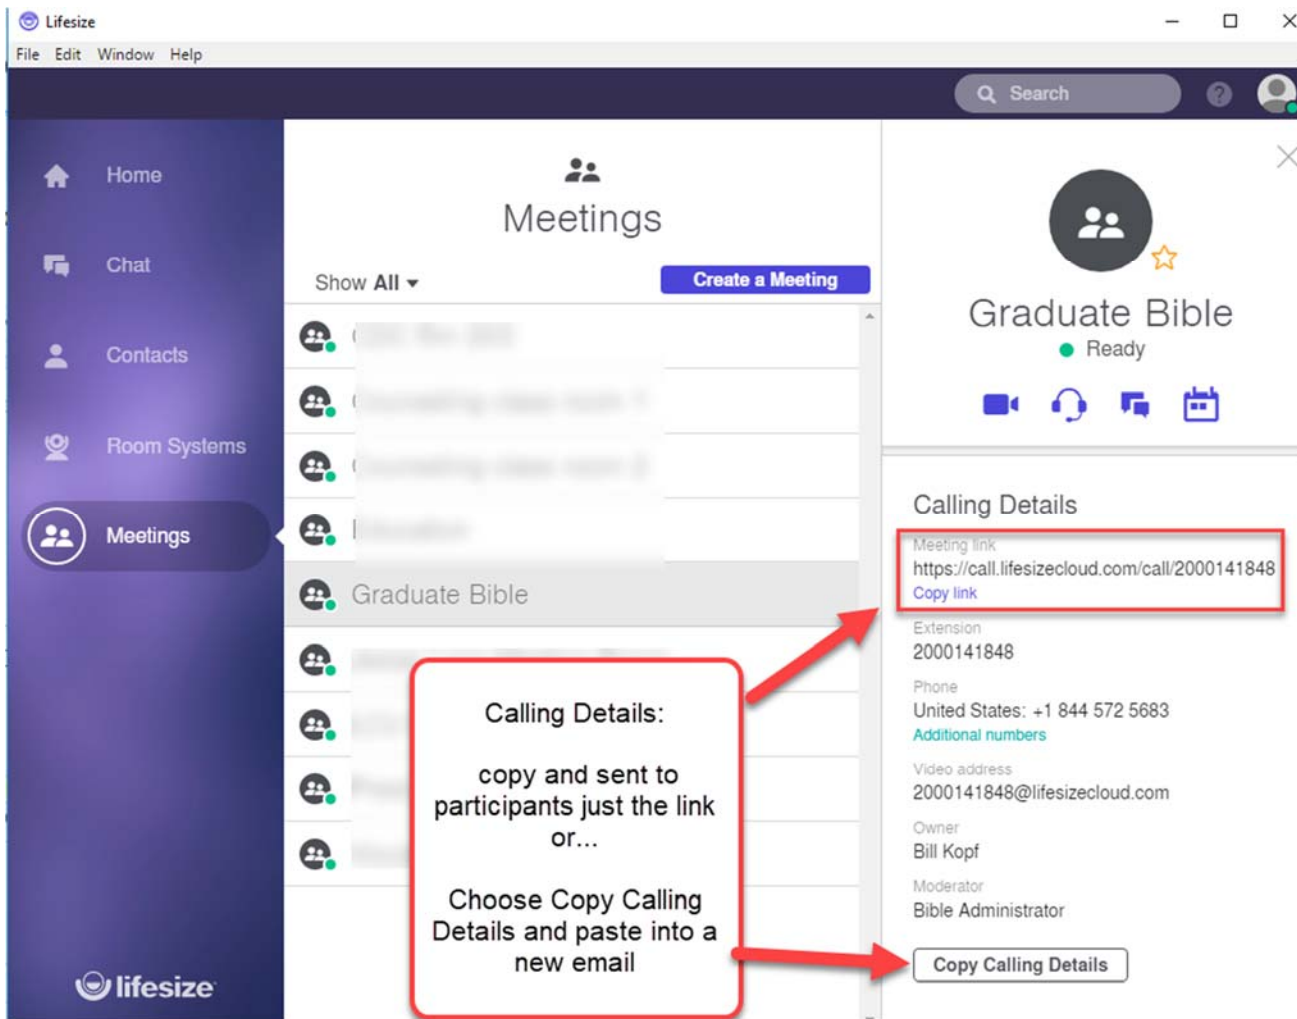 Lifesize
File Edit Window Help
Search
?
Home
Chat
Contacts
Room Systems
Meetings
lifesize
Meetings
Show All
Create a Meeting
Graduate Bible
Calling Details:
copy and sent to
participants just the link
or...
Choose Copy Calling
Details and paste into a
new email
Graduate Bible
Ready
Calling Details
Meeting link
https://call.lifesizecloud.com/call/2000141848
Copy link
Extension
2000141848
Phone
United States: +1 844 572 5683
Additional numbers
Video address
2000141848@lifesizecloud.com
Owner
Bill Kopf
Moderator
Bible Administrator
Copy Calling Details